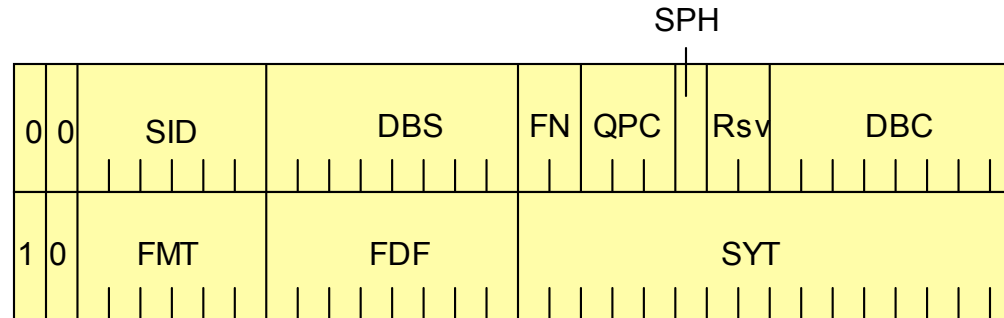 SPH
0 0 SID DBS FN QPC Rsv DBC
1 0 FMT FDF SYT